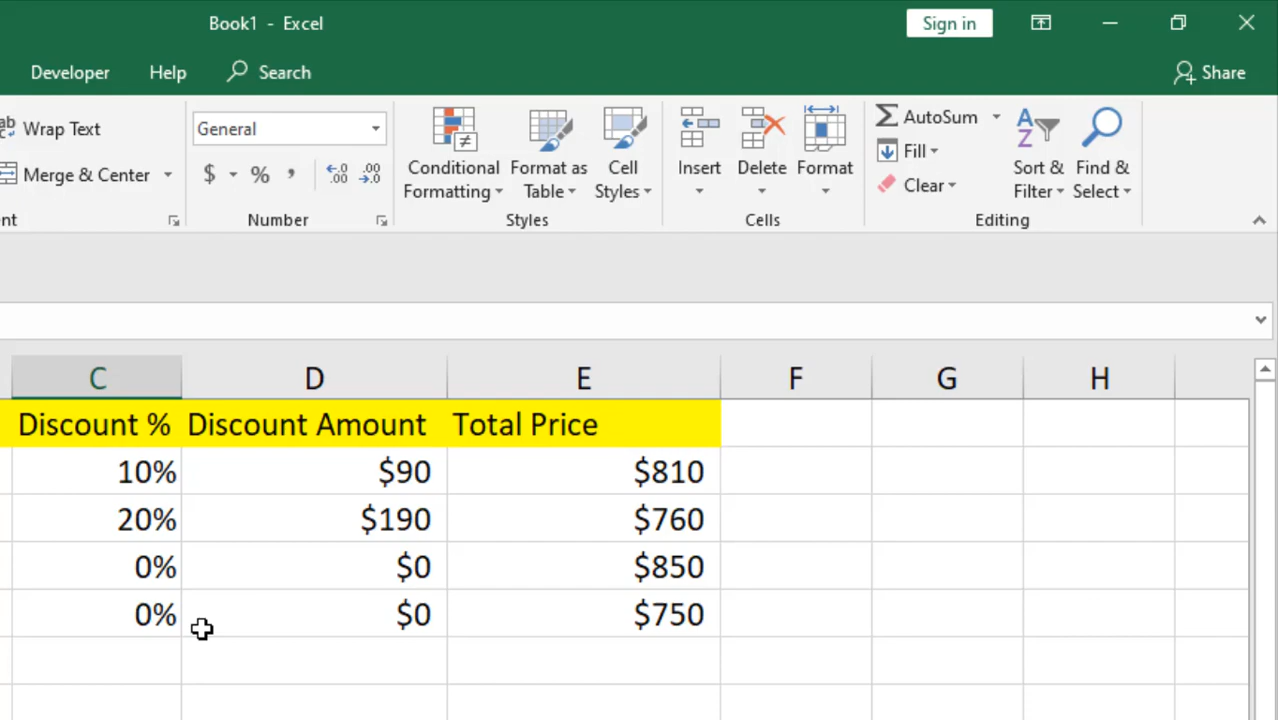 Book1 - Excel
Sign in
Developer Help Search Share
ab Wrap Text General Conditional Formatting Format as Table Cell Styles Insert Delete Format AutoSum Fill Clear Sort & Filter Find & Select
Merge & Center $ % , .00 .00
nt Number Styles Cells Editing
C D E F G H
Discount % Discount Amount Total Price
10% $90 $810
20% $190 $760
0% $0 $850
0% $0 $750